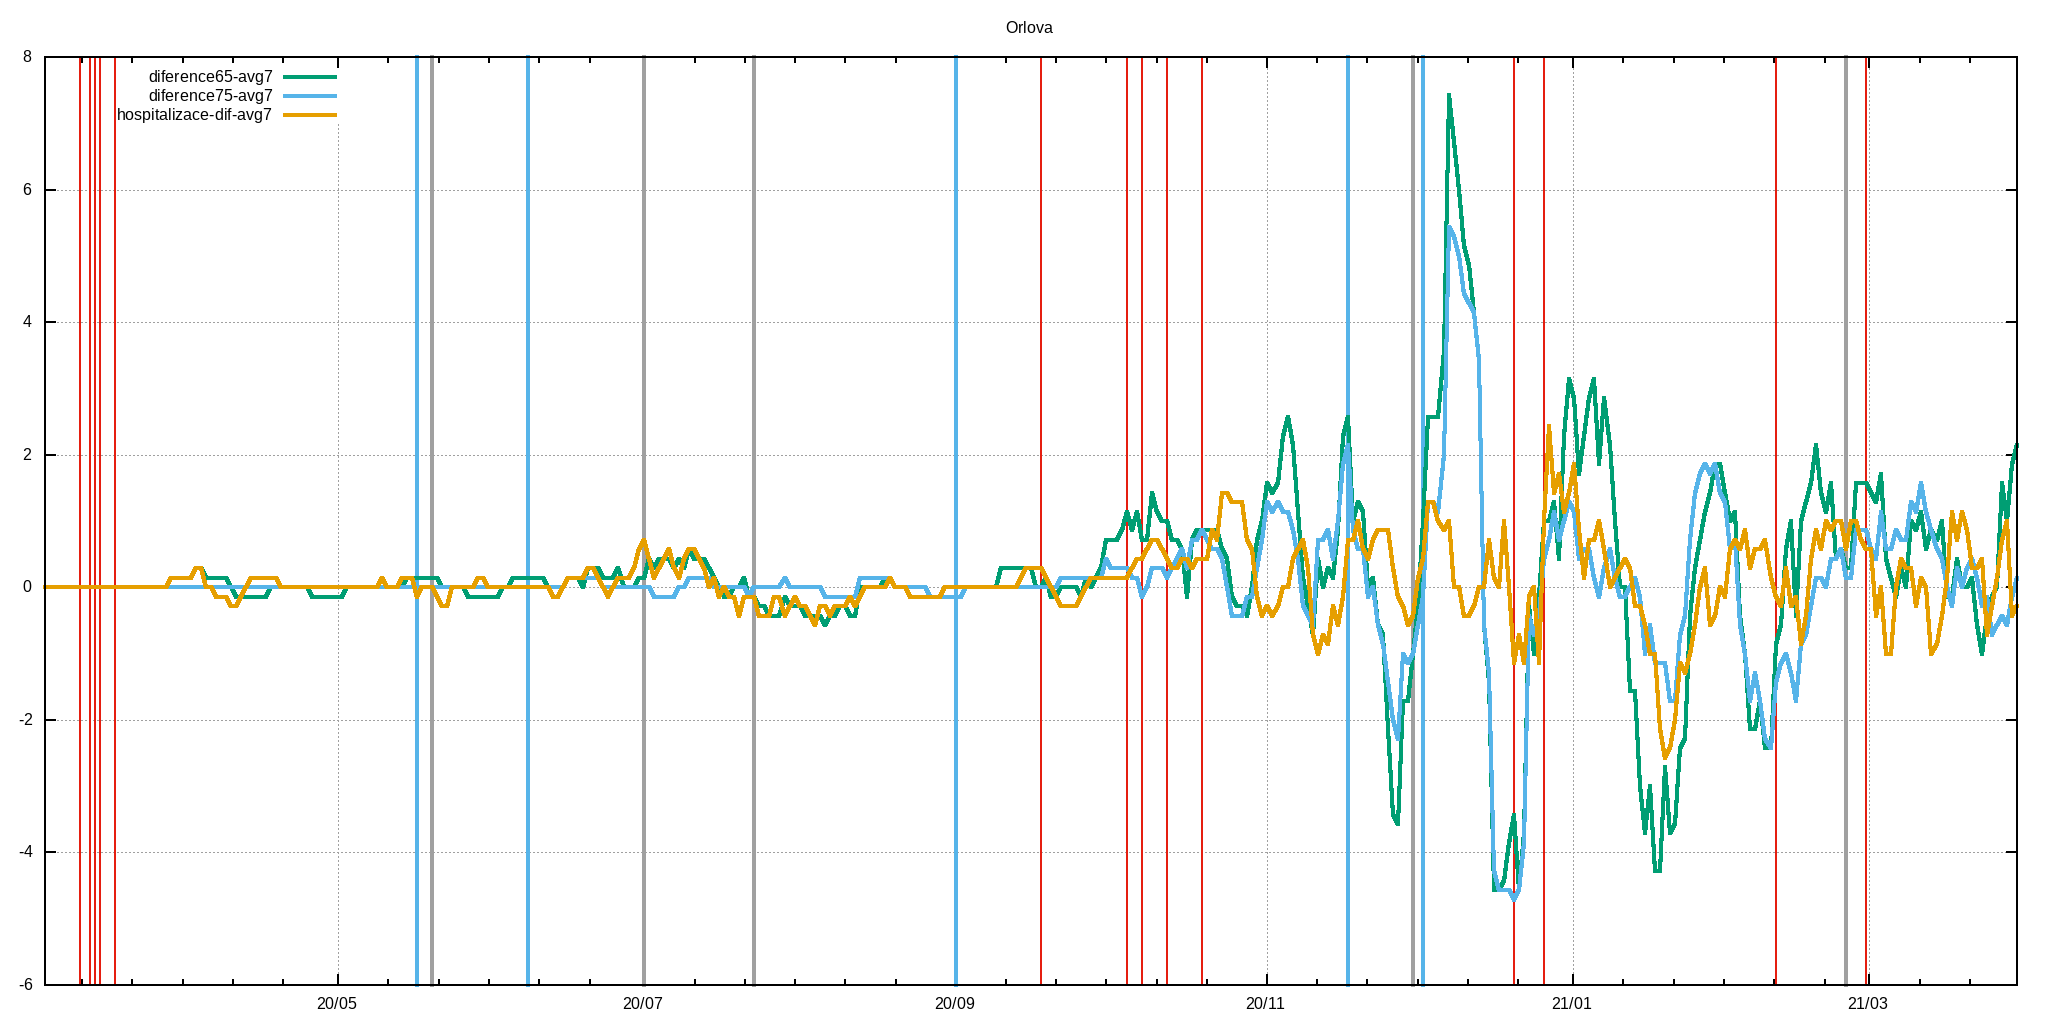 Orlova
8
diference65-avg7
diference75-avg7
hospitalizace-dif-avg7
6
4
2
0
-2
-4
-6
20/05 20/07 20/09 20/11 21/01 21/03